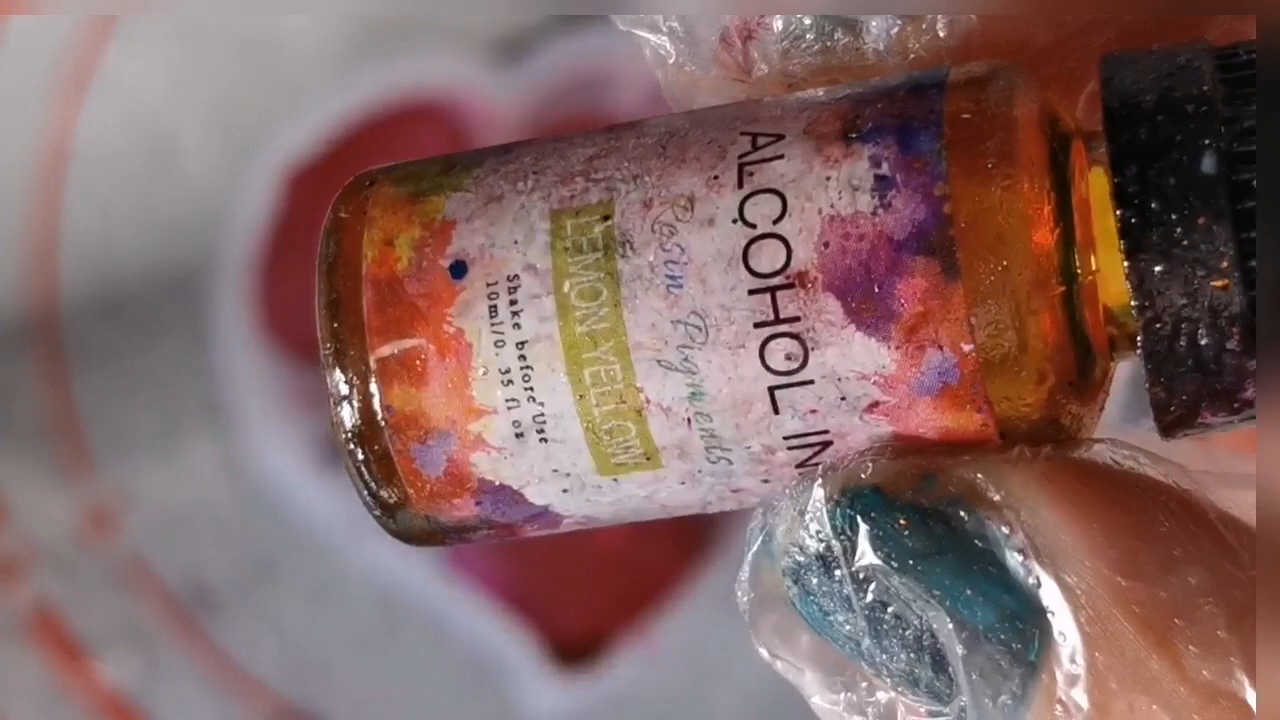 ALCOHOL IN
Resin Pigments
LEMON YELLOW
Shake before Use
10ml/0.35 fl oz